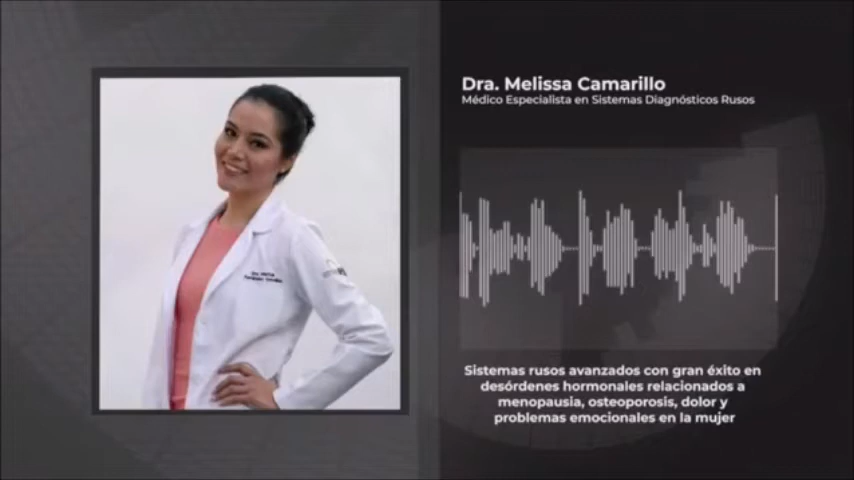 Dra. Melissa Camarillo
Médico Especialista en Sistemas Diagnósticos Rusos
Sistemas rusos avanzados con gran éxito en
desórdenes hormonales relacionados a
menopausia, osteoporosis, dolor y
problemas emocionales en la mujer